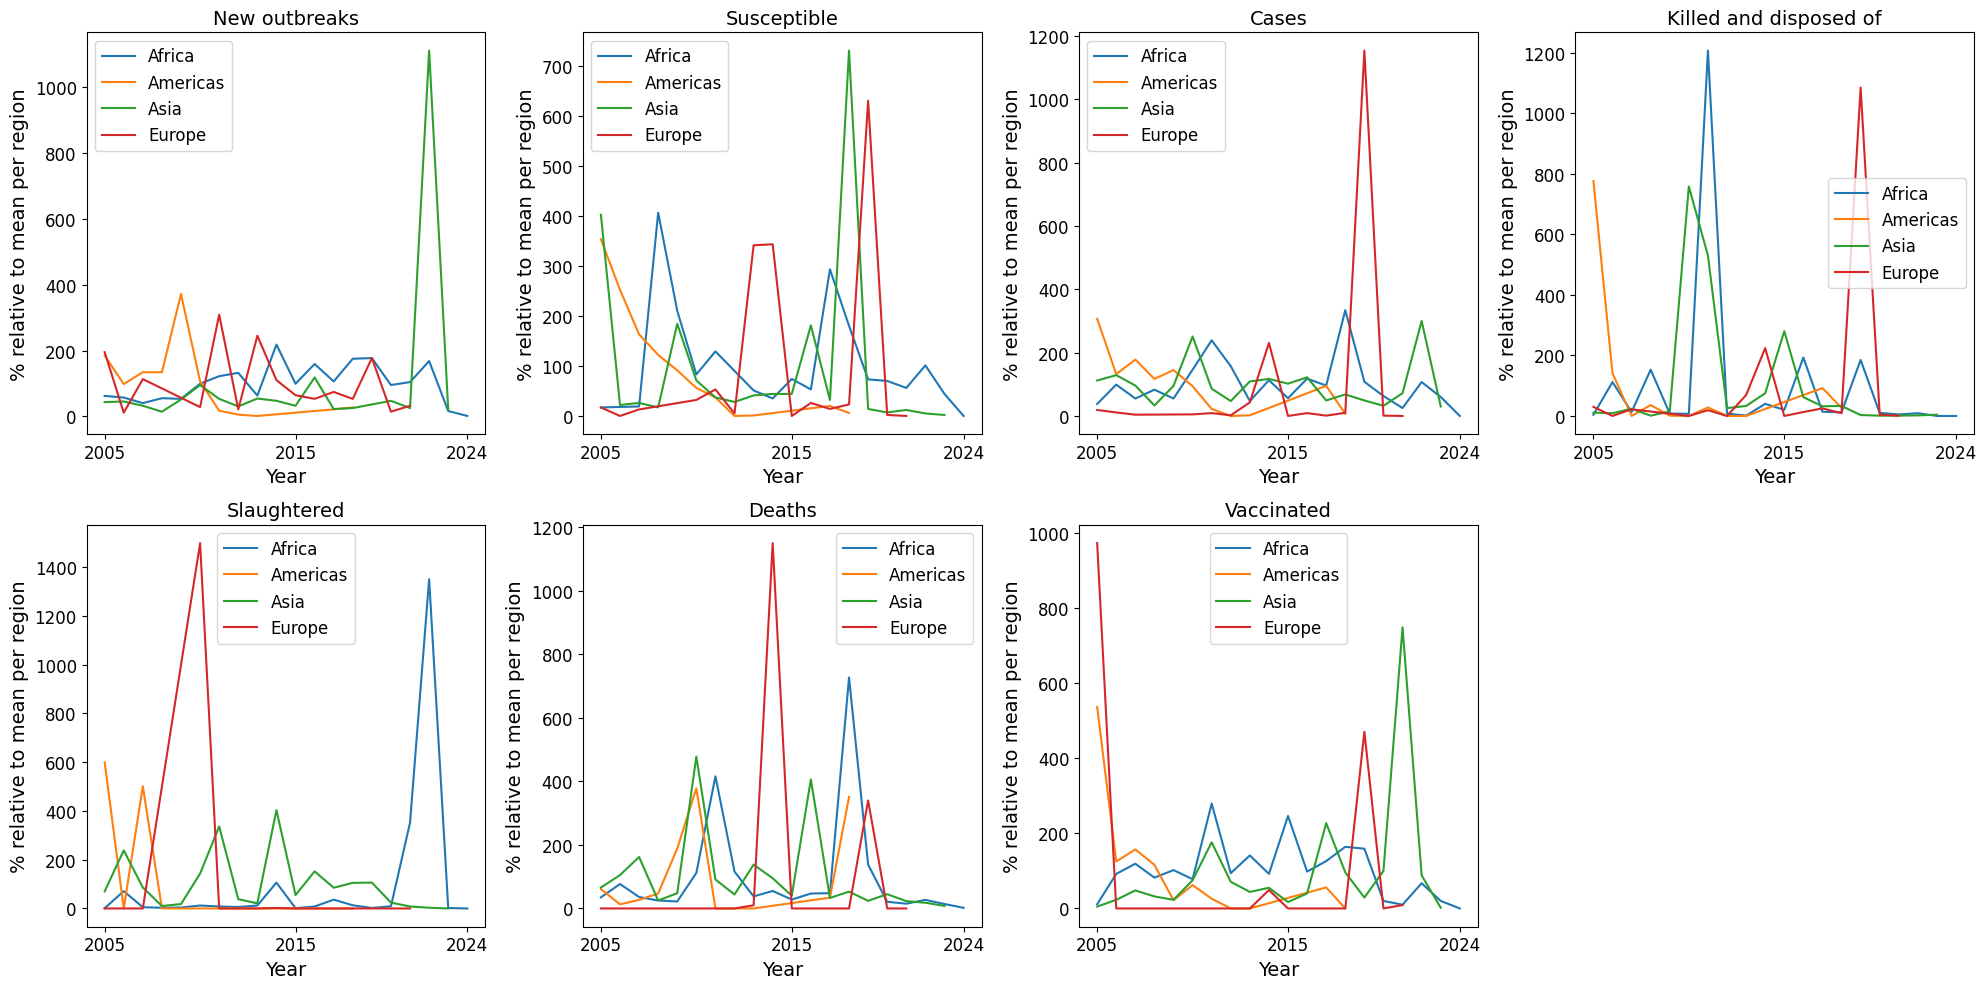 New outbreaks
% relative to mean per region
1000
800
600
400
200
0
Africa
Americas
Asia
Europe
2005
2015
2024
Year
Susceptible
% relative to mean per region
700
600
500
400
300
200
100
0
Africa
Americas
Asia
Europe
2005
2015
2024
Year
Cases
% relative to mean per region
1200
1000
800
600
400
200
0
Africa
Americas
Asia
Europe
2005
2015
2024
Year
Killed and disposed of
% relative to mean per region
1200
1000
800
600
400
200
0
Africa
Americas
Asia
Europe
2005
2015
2024
Year
Slaughtered
% relative to mean per region
1400
1200
1000
800
600
400
200
0
Africa
Americas
Asia
Europe
2005
2015
2024
Year
Deaths
% relative to mean per region
1200
1000
800
600
400
200
0
Africa
Americas
Asia
Europe
2005
2015
2024
Year
Vaccinated
% relative to mean per region
1000
800
600
400
200
0
Africa
Americas
Asia
Europe
2005
2015
2024
Year